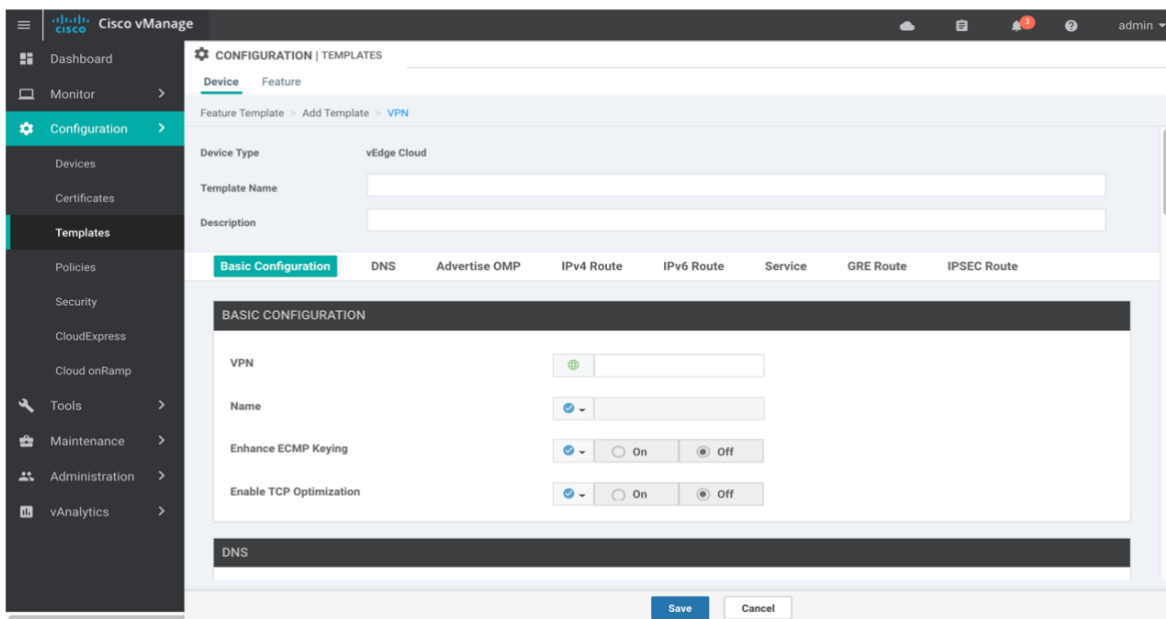 cisco Cisco vManage
3
admin
Dashboard
Monitor
Configuration
Devices
Certificates
Templates
Policies
Security
CloudExpress
Cloud onRamp
Tools
Maintenance
Administration
vAnalytics
CONFIGURATION | TEMPLATES
Device Feature
Feature Template > Add Template > VPN
Device Type vEdge Cloud
Template Name
Description
Basic Configuration DNS Advertise OMP IPv4 Route IPv6 Route Service GRE Route IPSEC Route
BASIC CONFIGURATION
VPN
Name
Enhance ECMP Keying On Off
Enable TCP Optimization On Off
DNS
Save Cancel